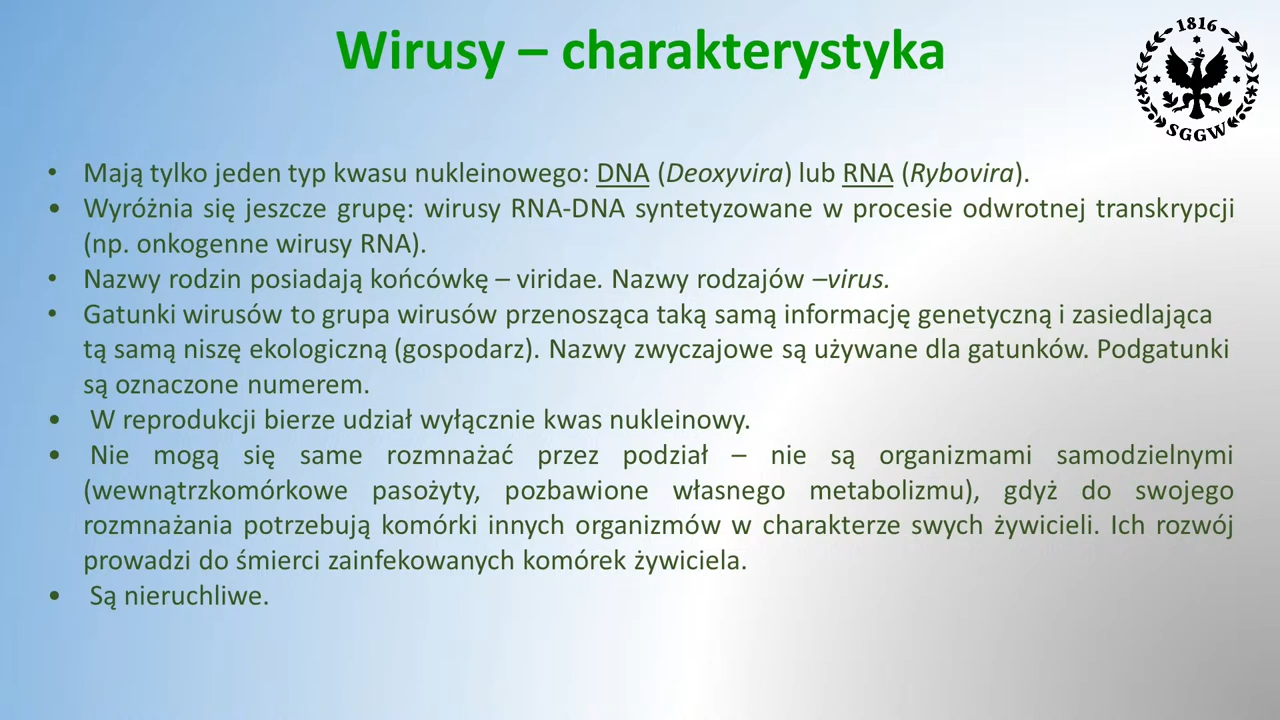 Wirusy – charakterystyka
1816
SGGW
• Mają tylko jeden typ kwasu nukleinowego: DNA (Deoxyvira) lub RNA (Rybovira).
• Wyróżnia się jeszcze grupę: wirusy RNA-DNA syntetyzowane w procesie odwrotnej transkrypcji
(np. onkogenne wirusy RNA).
• Nazwy rodzin posiadają końcówkę – viridae. Nazwy rodzajów –virus.
• Gatunki wirusów to grupa wirusów przenosząca taką samą informację genetyczną i zasiedlająca
tą samą niszę ekologiczną (gospodarz). Nazwy zwyczajowe są używane dla gatunków. Podgatunki
są oznaczone numerem.
• W reprodukcji bierze udział wyłącznie kwas nukleinowy.
• Nie mogą się same rozmnażać przez podział – nie są organizmami samodzielnymi
(wewnątrzkomórkowe pasożyty, pozbawione własnego metabolizmu), gdyż do swojego
rozmnażania potrzebują komórki innych organizmów w charakterze swych żywicieli. Ich rozwój
prowadzi do śmierci zainfekowanych komórek żywiciela.
• Są nieruchliwe.